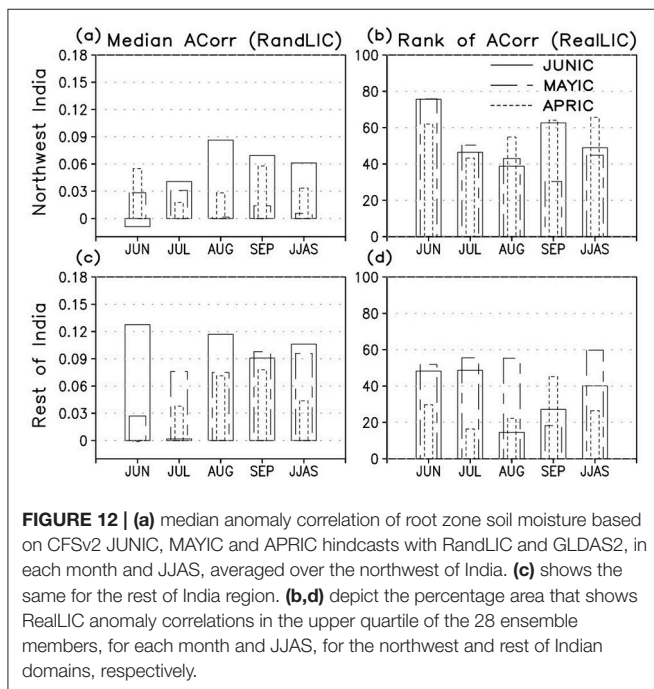 (a) Median ACorr (RandLIC)
(b) Rank of ACorr (RealLIC)
Northwest India
0.18
0.15
0.12
0.09
0.06
0.03
0
JUN JUL AUG SEP JJAS
100
80
60
40
20
0
JUNIC
MAYIC
APRIC
JUN JUL AUG SEP JJAS
(c)
Rest of India
0.18
0.15
0.12
0.09
0.06
0.03
0
JUN JUL AUG SEP JJAS
(d)
100
80
60
40
20
0
JUN JUL AUG SEP JJAS
FIGURE 12 | (a) median anomaly correlation of root zone soil moisture based
on CFSv2 JUNIC, MAYIC and APRIC hindcasts with RandLIC and GLDAS2, in
each month and JJAS, averaged over the northwest of India. (c) shows the
same for the rest of India region. (b,d) depict the percentage area that shows
RealLIC anomaly correlations in the upper quartile of the 28 ensemble
members, for each month and JJAS, for the northwest and rest of Indian
domains, respectively.